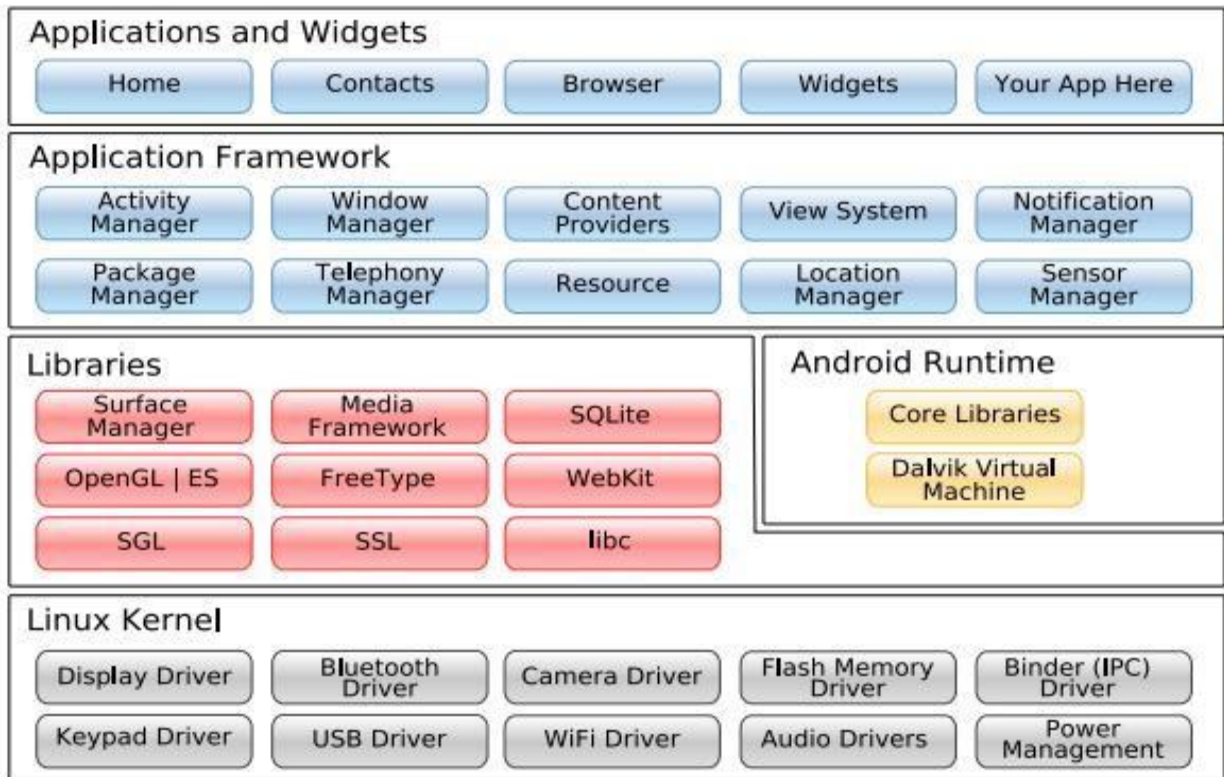 Applications and Widgets
Home
Contacts
Browser
Widgets
Your App Here
Application Framework
Activity
Manager
Window
Manager
Content
Providers
View System
Notification
Manager
Package
Manager
Telephony
Manager
Resource
Location
Manager
Sensor
Manager
Libraries
Surface
Manager
Media
Framework
SQLite
OpenGL | ES
FreeType
WebKit
SGL
SSL
libc
Android Runtime
Core Libraries
Dalvik Virtual
Machine
Linux Kernel
Display Driver
Bluetooth
Driver
Camera Driver
Flash Memory
Driver
Binder (IPC)
Driver
Keypad Driver
USB Driver
WiFi Driver
Audio Drivers
Power
Management